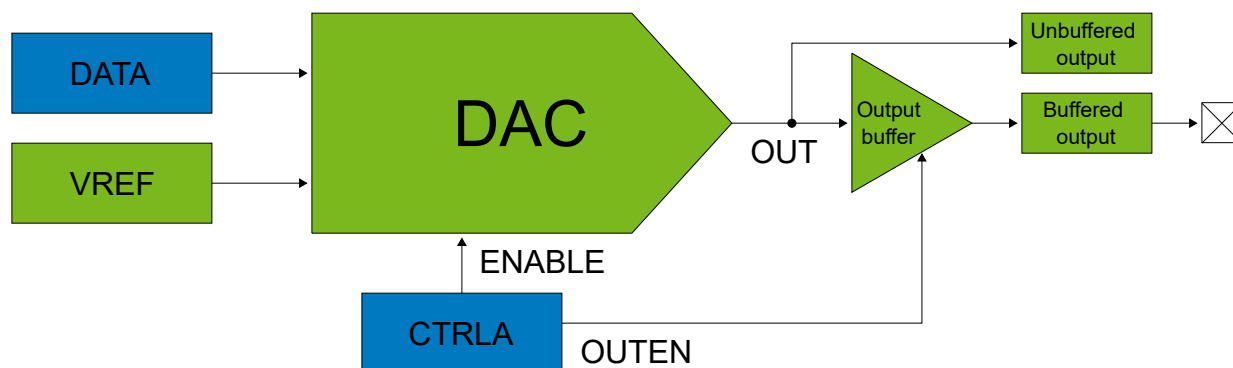 DATA
VREF
DAC
ENABLE
CTRLA
OUTEN
OUT
Output
buffer
Unbuffered
output
Buffered
output